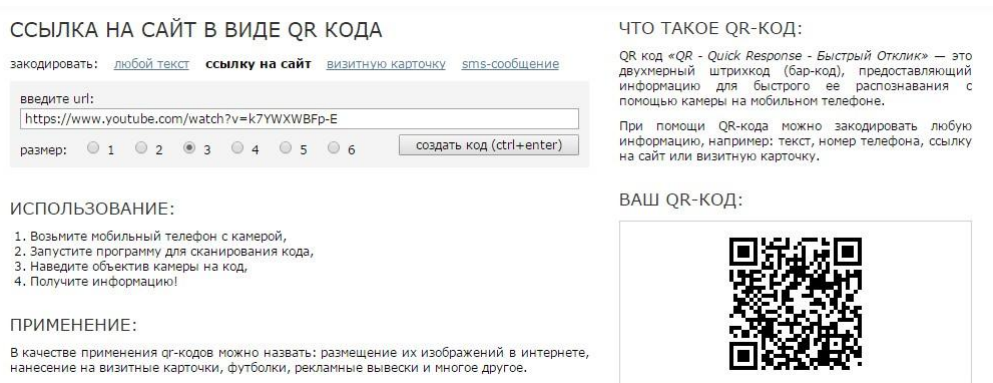 ССЫЛКА НА САЙТ В ВИДЕ QR КОДА
закодировать: любой текст ссылку на сайт визитную карточку sms-сообщение
введите url:
https://www.youtube.com/watch?v=k7YWXWBFp-E
размер: 1 2 3 4 5 6 создать код (ctrl+enter)
ИСПОЛЬЗОВАНИЕ:
1. Возьмите мобильный телефон с камерой,
2. Запустите программу для сканирования кода,
3. Наведите объектив камеры на код,
4. Получите информацию!
ПРИМЕНЕНИЕ:
В качестве применения qr-кодов можно назвать: размещение их изображений в интернете,
нанесение на визитные карточки, футболки, рекламные вывески и многое другое.
ЧТО ТАКОЕ QR-КОД:
QR код «QR - Quick Response - Быстрый Отклик» — это
двухмерный штрихкод (бар-код), предоставляющий
информацию для быстрого ее распознавания с
помощью камеры на мобильном телефоне.
При помощи QR-кода можно закодировать любую
информацию, например: текст, номер телефона, ссылку
на сайт или визитную карточку.
ВАШ QR-КОД: